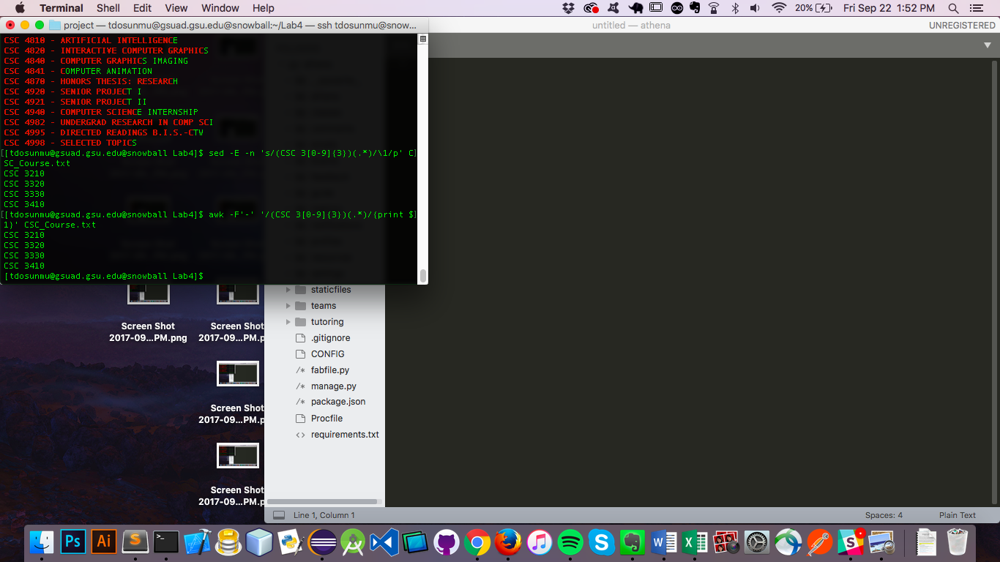 Terminal Shell Edit View Window Help 20% Fri Sep 22 1:52 PM
project — tdosunmu@gsuad.gsu.edu@snowball:~/Lab4 — ssh tdosunmu@snow...
untitled — athena UNREGISTERED
CSC 4810 - ARTIFICIAL INTELLIGENCE
CSC 4820 - INTERACTIVE COMPUTER GRAPHICS
CSC 4840 - COMPUTER GRAPHICS IMAGING
CSC 4841 - COMPUTER ANIMATION
CSC 4870 - HONORS THESIS: RESEARCH
CSC 4920 - SENIOR PROJECT I
CSC 4921 - SENIOR PROJECT II
CSC 4940 - COMPUTER SCIENCE INTERNSHIP
CSC 4982 - UNDERGRAD RESEARCH IN COMP SCI
CSC 4995 - DIRECTED READINGS B.I.S.-CTW
CSC 4998 - SELECTED TOPICS
[[tdosunmu@gsuad.gsu.edu@snowball Lab4]$ sed -E -n 's/(CSC 3[0-9]{3})(.*)/\1/p' C]
SC_Course.txt
CSC 3210
CSC 3320
CSC 3330
CSC 3410
[[tdosunmu@gsuad.gsu.edu@snowball Lab4]$ awk -F'-' '/(CSC 3[0-9]{3})(.*)/{print $]
1}' CSC_Course.txt
CSC 3210
CSC 3320
CSC 3330
CSC 3410
[tdosunmu@gsuad.gsu.edu@snowball Lab4]$
staticfiles
teams
tutoring
.gitignore
CONFIG
fabfile.py
manage.py
package.json
Procfile
requirements.txt
Screen Shot
2017-09...PM.png
Screen Shot
2017-09...PM.p
Screen Shot
2017-09...PM.p
Screen Shot
2017-09...PM.p
Line 1, Column 1 Spaces: 4 Plain Text
Ps Ai